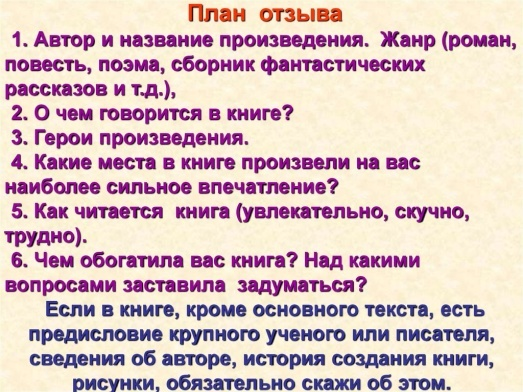 План отзыва
1. Автор и название произведения. Жанр (роман,
повесть, поэма, сборник фантастических
рассказов и т.д.),
2. О чем говорится в книге?
3. Герои произведения.
4. Какие места в книге произвели на вас
наиболее сильное впечатление?
5. Как читается книга (увлекательно, скучно,
трудно).
6. Чем обогатила вас книга? Над какими
вопросами заставила задуматься?
Если в книге, кроме основного текста, есть
предисловие крупного ученого или писателя,
сведения об авторе, история создания книги,
рисунки, обязательно скажи об этом.